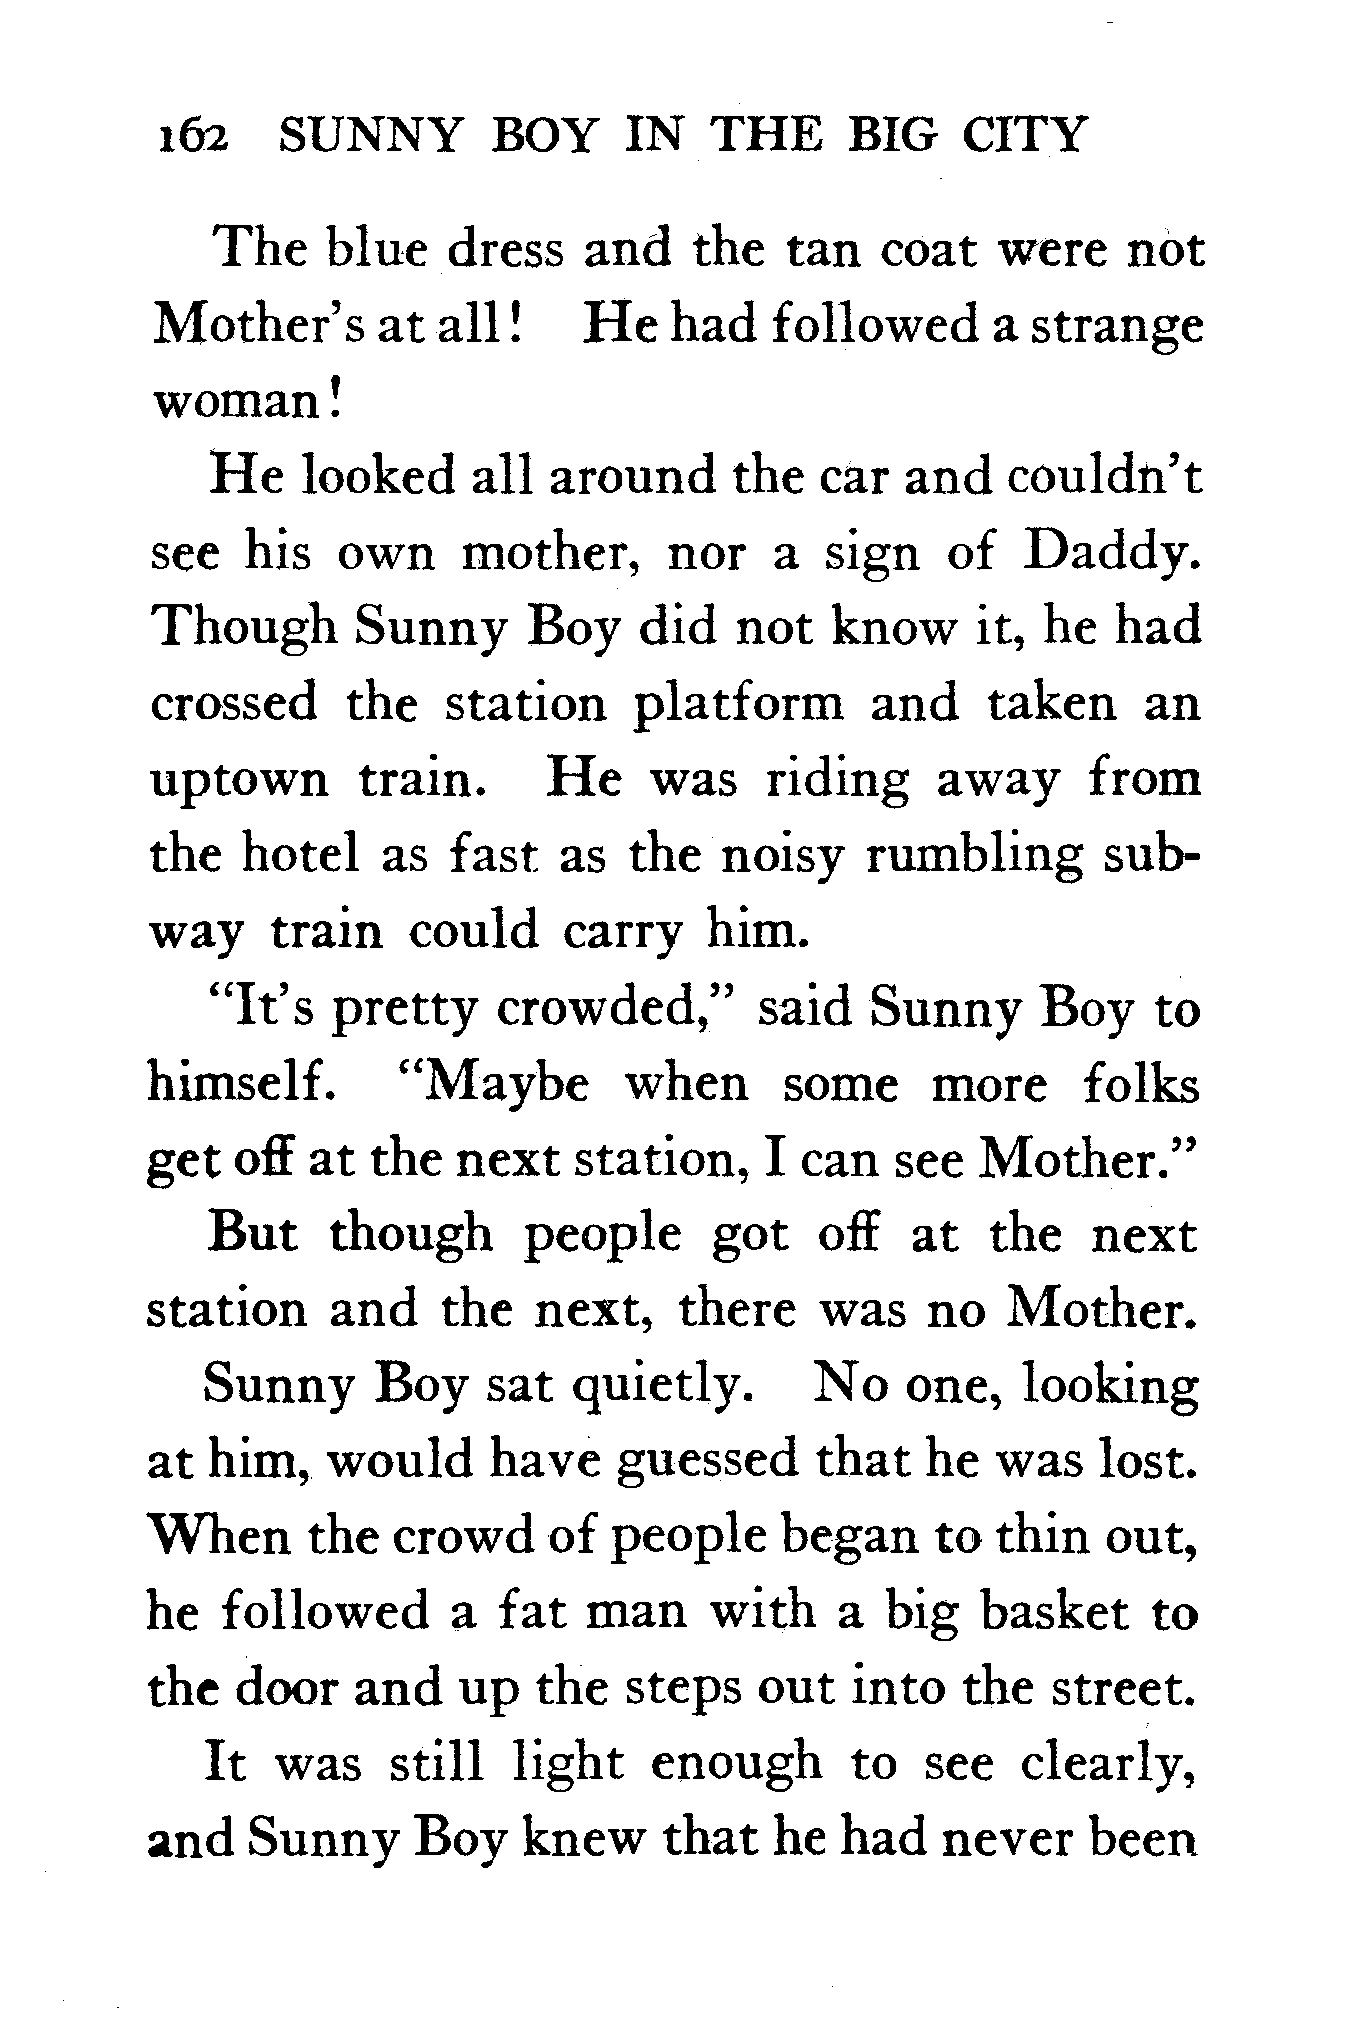 162 SUNNY BOY IN THE BIG CITY
The blue dress and the tan coat were not
Mother's at all! He had followed a strange
woman!
He looked all around the car and couldn't
see his own mother, nor a sign of Daddy.
Though Sunny Boy did not know it, he had
crossed the station platform and taken an
uptown train. He was riding away from
the hotel as fast as the noisy rumbling sub-
way train could carry him.
"It's pretty crowded," said Sunny Boy to
himself. "Maybe when some more folks
get off at the next station, I can see Mother."
But though people got off at the next
station and the next, there was no Mother.
Sunny Boy sat quietly. No one, looking
at him, would have guessed that he was lost.
When the crowd of people began to thin out,
he followed a fat man with a big basket to
the door and up the steps out into the street.
It was still light enough to see clearly,
and Sunny Boy knew that he had never been